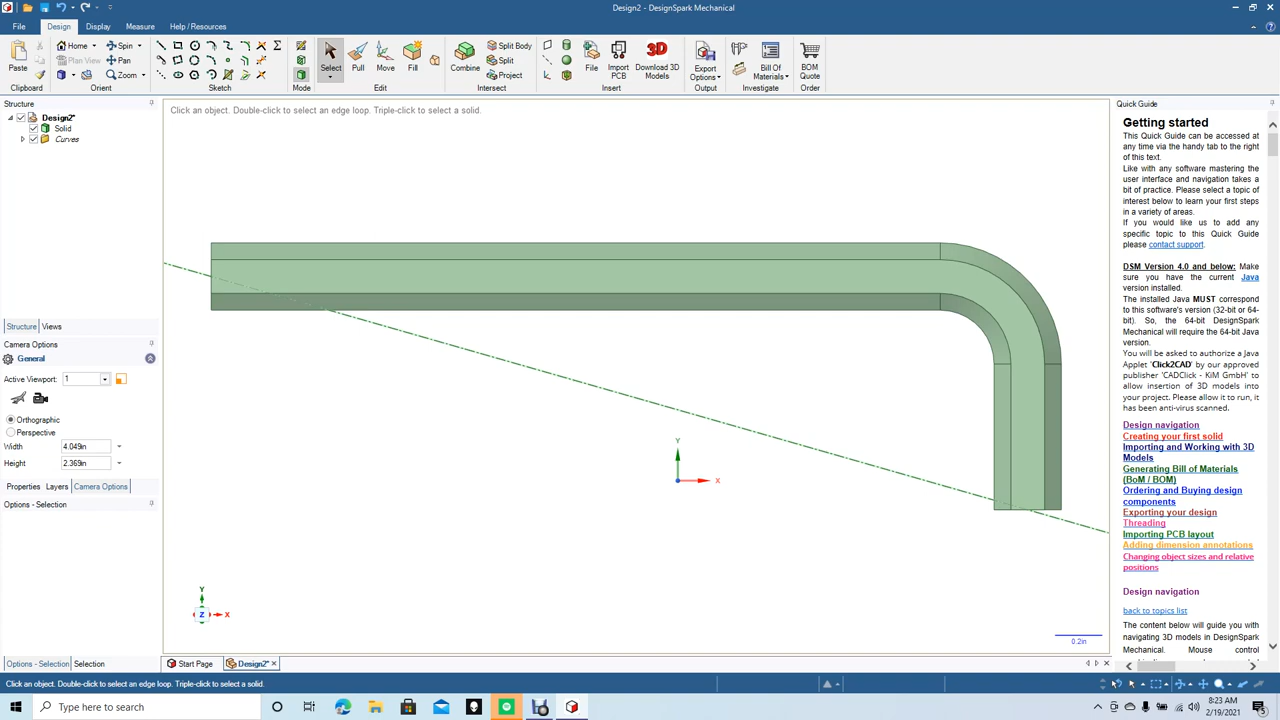 Design2 - DesignSpark Mechanical
File Design Display Measure Help / Resources
Paste
Home
Plan View
Spin
Pan
Zoom
Select
Pull
Move
Fill
Combine
Split Body
Split
Project
File
Import
PCB
Download 3D
Models
3D
Export
Options
Bill of
Materials
BOM
Quote
Clipboard Orient Sketch Mode Edit Intersect Insert Output Investigate Order
Structure
Design2*
Solid
Curves
Structure Views
Camera Options
General
Active Viewport: 1
Orthographic
Perspective
Width 4.049in
Height 2.369in
Properties Layers Camera Options
Options - Selection
Options - Selection Selection
Click an object. Double-click to select an edge loop. Triple-click to select a solid.
Y
X
Y
Z X
0.2in
Start Page Design2*
Quick Guide
Getting started
This Quick Guide can be accessed at
any time via the handy tab to the right
of this text.
Like with any software mastering the
user interface and navigation takes a
bit of practice. Please select a topic of
interest below to learn your first steps
in a variety of areas.
If you would like us to add any
specific topic to this Quick Guide
please contact support.
DSM Version 4.0 and below: Make
sure you have the current Java
version installed.
The installed Java MUST correspond
to this software's version (32-bit or 64-
bit). So, the 64-bit DesignSpark
Mechanical will require the 64-bit Java
version.
You will be asked to authorize a Java
Applet 'Click2CAD' by our approved
publisher 'CADClick - KiM GmbH' to
allow insertion of 3D models into
your project. Please allow it to run, it
has been anti-virus scanned.
Design navigation
Creating your first solid
Importing and Working with 3D
Models
Generating Bill of Materials
(BoM / BOM)
Ordering and Buying design
components
Exporting your design
Threading
Importing PCB layout
Adding dimension annotations
Changing object sizes and relative
positions
Design navigation
back to topics list
The content below will guide you with
navigating 3D models in DesignSpark
Mechanical. Mouse control
Click an object. Double-click to select an edge loop. Triple-click to select a solid.
Type here to search
8:23 AM
2/19/2021
5